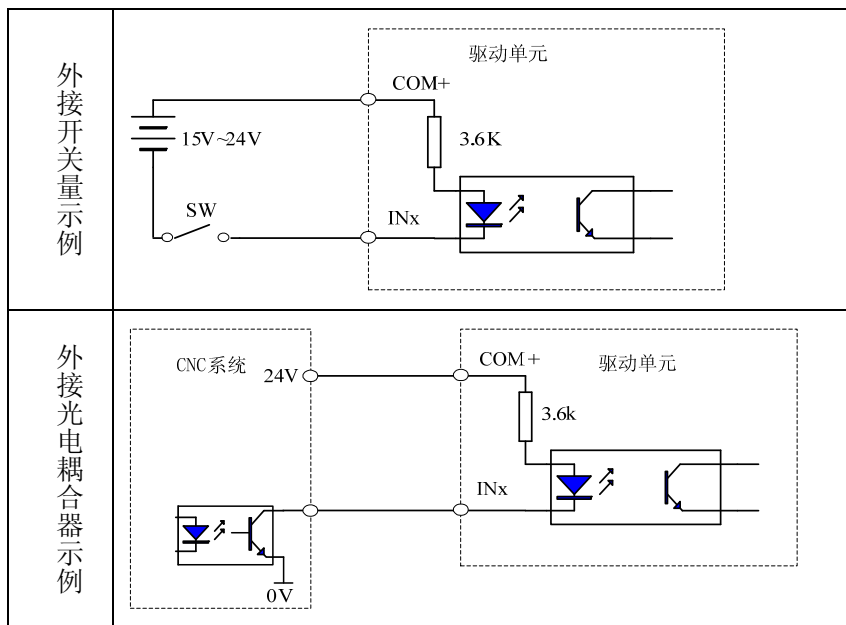 外接开关量示例
驱动单元
COM+
15V~24V
3.6K
SW
INx
外接光电耦合器示例
CNC系统
24V
COM+
驱动单元
3.6k
INx
0V